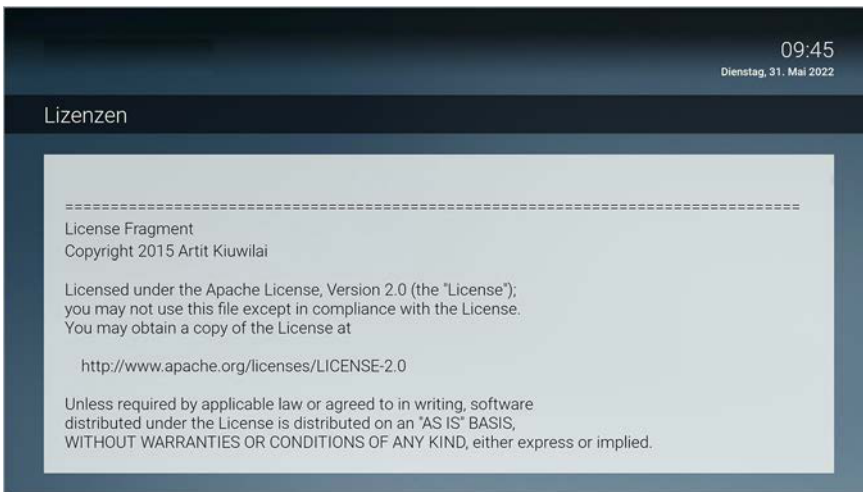 09:45
Dienstag, 31. Mai 2022
Lizenzen
================================================================================
License Fragment
Copyright 2015 Artit Kiuwilai
Licensed under the Apache License, Version 2.0 (the "License");
you may not use this file except in compliance with the License.
You may obtain a copy of the License at
http://www.apache.org/licenses/LICENSE-2.0
Unless required by applicable law or agreed to in writing, software
distributed under the License is distributed on an "AS IS" BASIS,
WITHOUT WARRANTIES OR CONDITIONS OF ANY KIND, either express or implied.